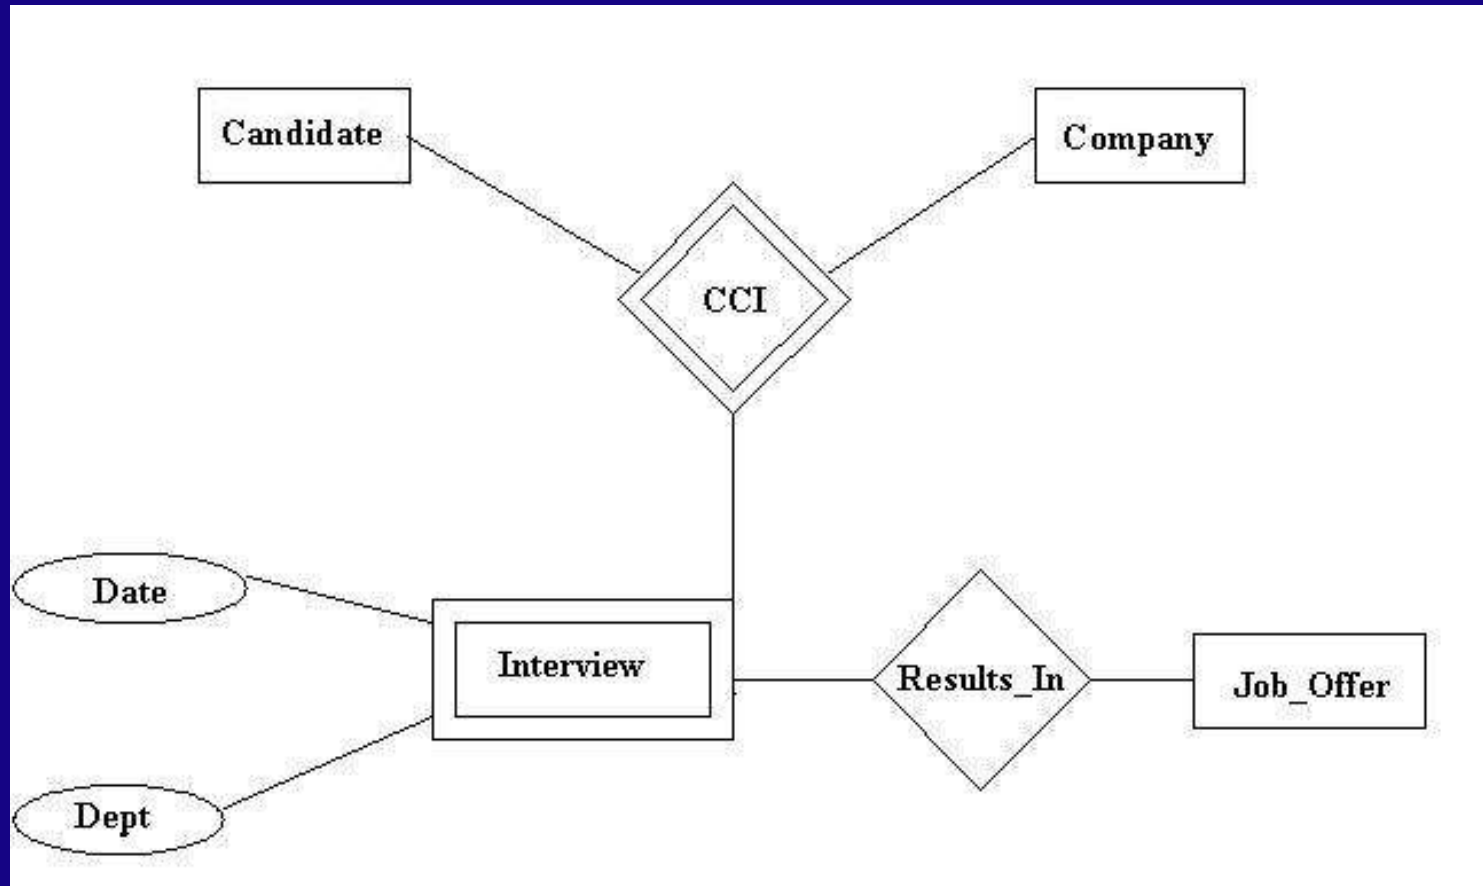 Candidate
Company
CCI
Date
Interview
Results_In
Job_Offer
Dept